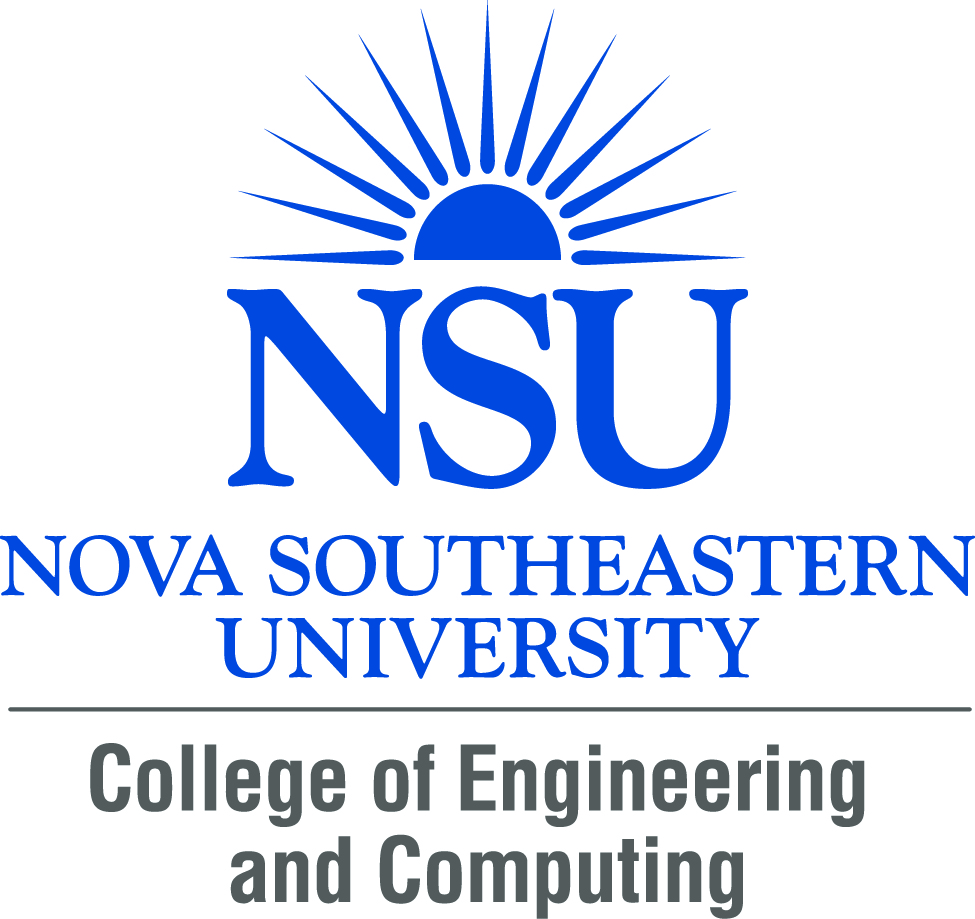 NSU
NOVA SOUTHEASTERN
UNIVERSITY
College of Engineering
and Computing